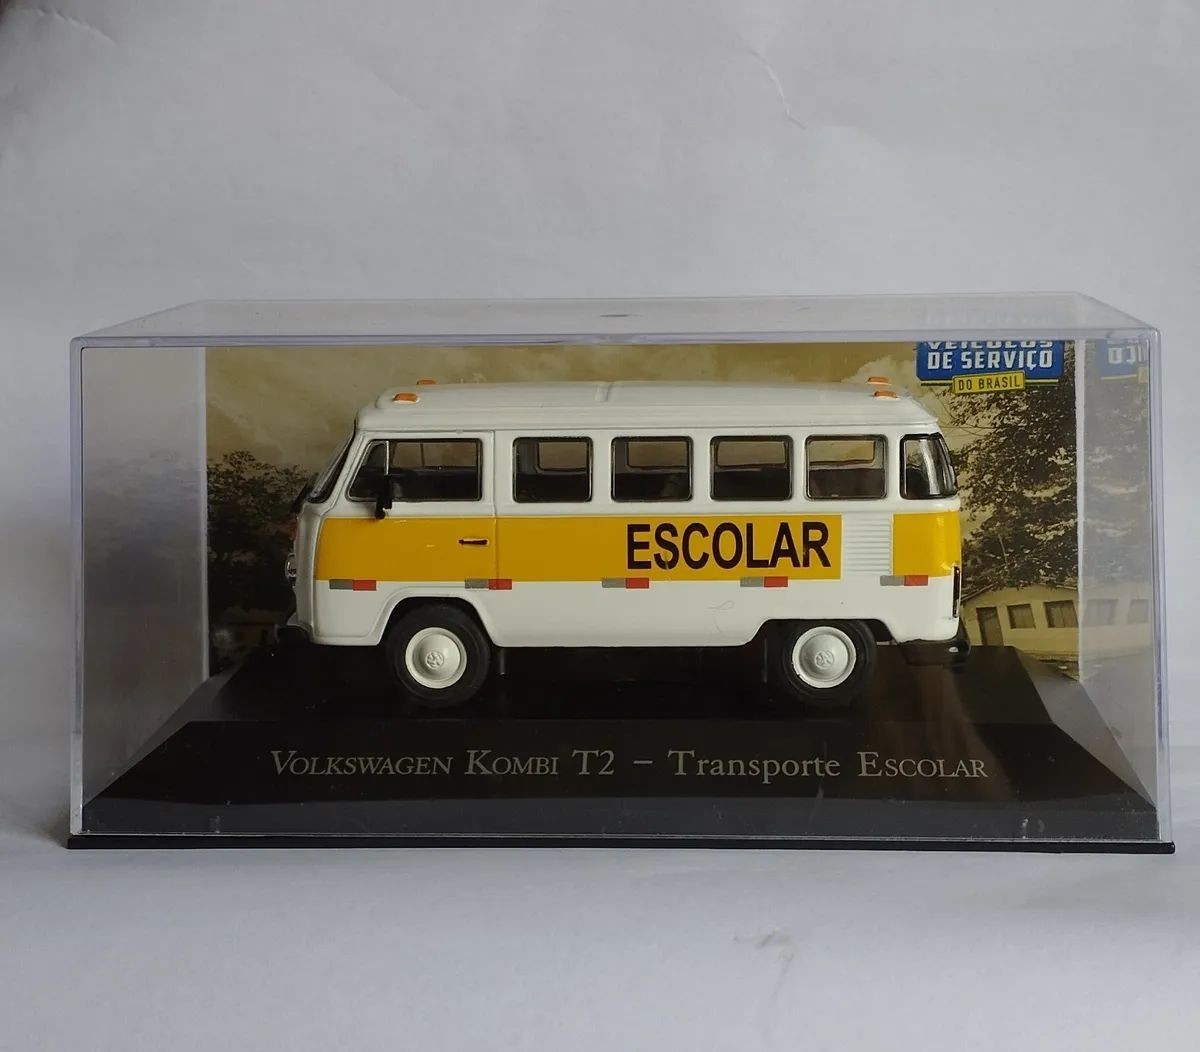 VEÍCULOS
DE SERVIÇO
DO BRASIL
ESCOLAR
VOLKSWAGEN KOMBI T2 – Transporte ESCOLAR